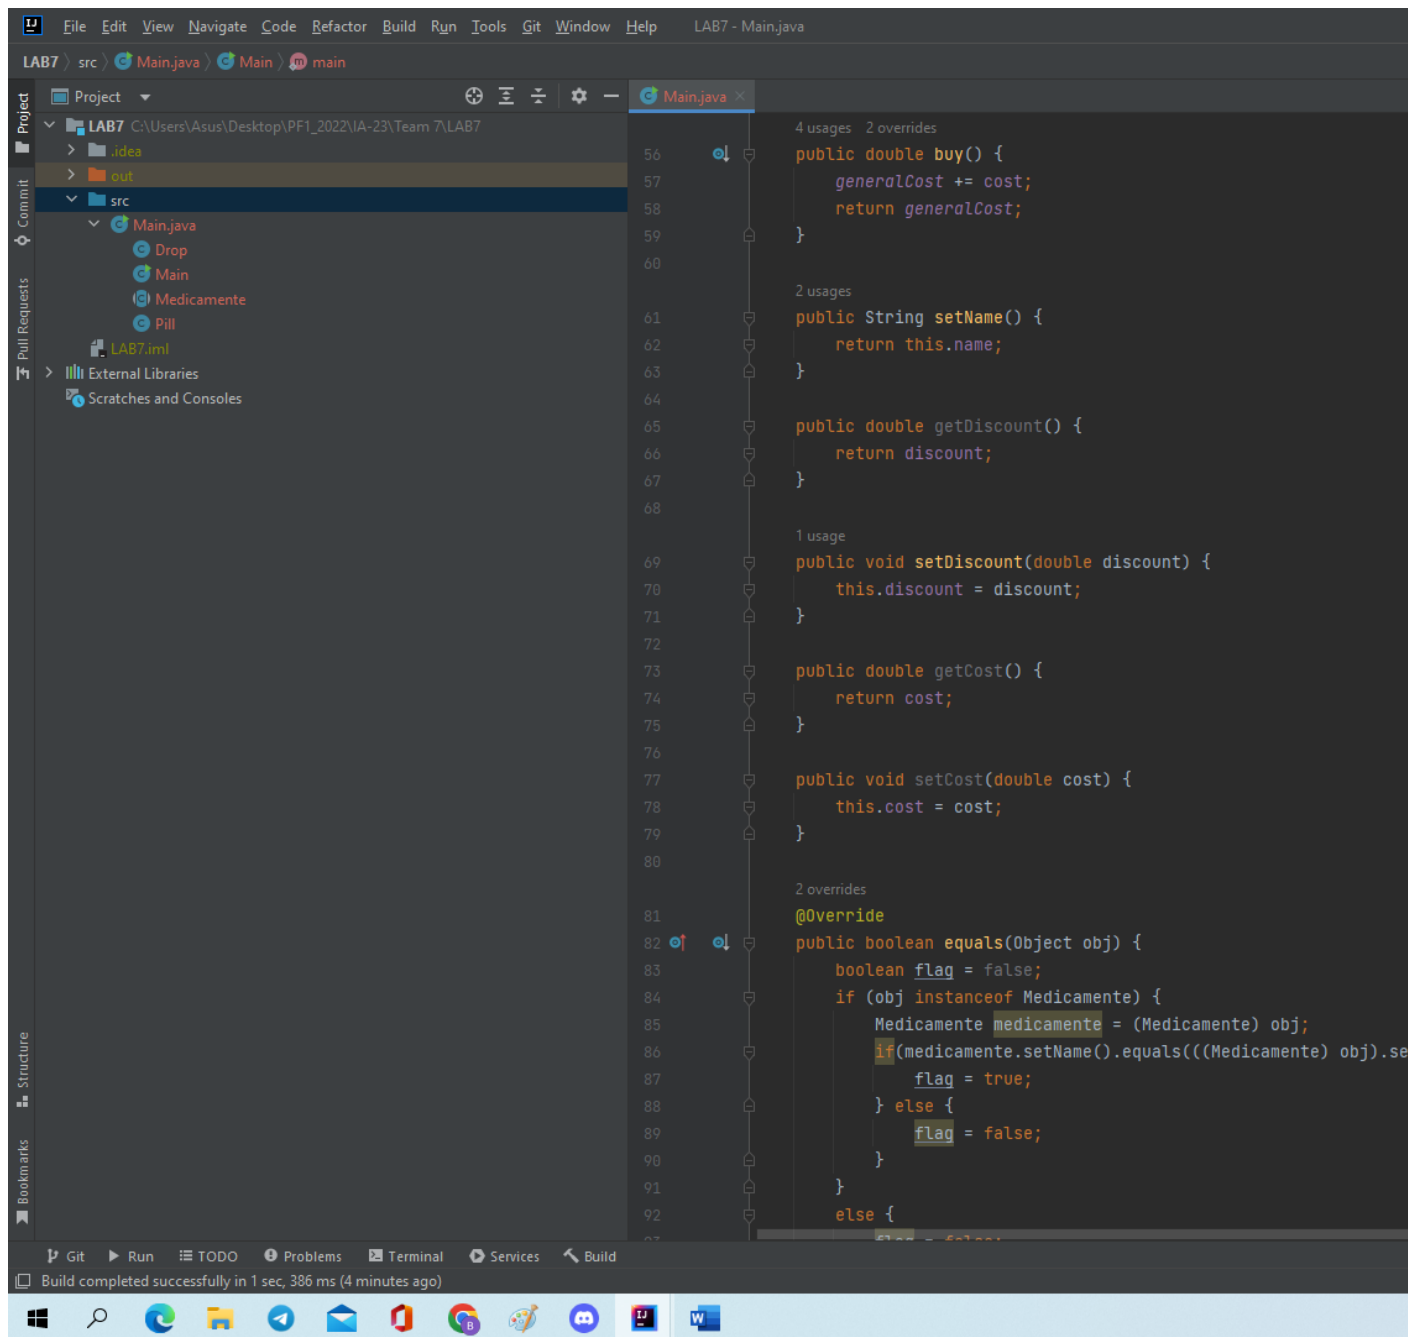 File Edit View Navigate Code Refactor Build Run Tools Git Window Help LAB7 - Main.java
LAB7 src Main.java Main main
Project
Main.java
LAB7 C:\Users\Asus\Desktop\PF1_2022\IA-23\Team 7\LAB7
.idea
out
src
Main.java
Drop
Main
Medicamente
Pill
LAB7.iml
External Libraries
Scratches and Consoles
Project
Commit
Pull Requests
Structure
Bookmarks
4 usages 2 overrides
56 public double buy() {
57 generalCost += cost;
58 return generalCost;
59 }
60
2 usages
61 public String setName() {
62 return this.name;
63 }
64
65 public double getDiscount() {
66 return discount;
67 }
68
1 usage
69 public void setDiscount(double discount) {
70 this.discount = discount;
71 }
72
73 public double getCost() {
74 return cost;
75 }
76
77 public void setCost(double cost) {
78 this.cost = cost;
79 }
80
2 overrides
81 @Override
82 public boolean equals(Object obj) {
83 boolean flag = false;
84 if (obj instanceof Medicamente) {
85 Medicamente medicamente = (Medicamente) obj;
86 if(medicamente.setName().equals(((Medicamente) obj).se
87 flag = true;
88 } else {
89 flag = false;
90 }
91 }
92 else {
93 flag = false;
Git Run TODO Problems Terminal Services Build
Build completed successfully in 1 sec, 386 ms (4 minutes ago)